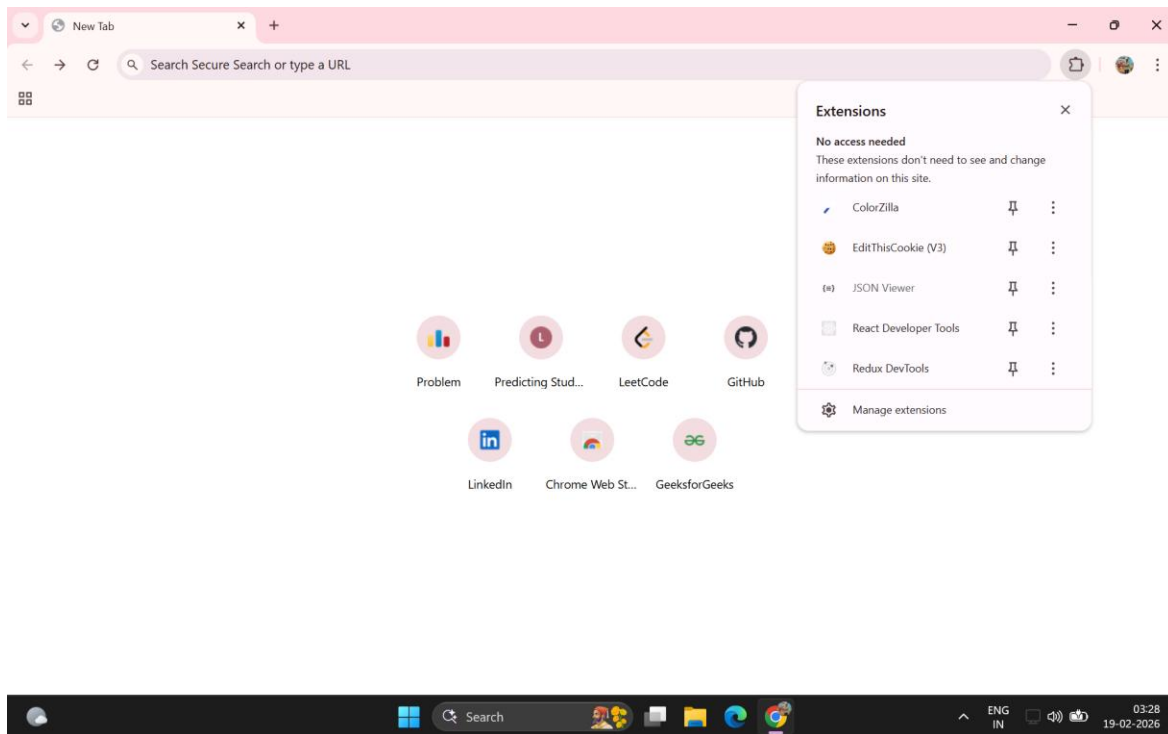 New Tab
Search Secure Search or type a URL
Extensions
No access needed
These extensions don't need to see and change
information on this site.
ColorZilla
EditThisCookie (V3)
{≡} JSON Viewer
React Developer Tools
Redux DevTools
Manage extensions
Problem
L
Predicting Stud...
LeetCode
GitHub
in
LinkedIn
Chrome Web St...
GeeksforGeeks
Search
ENG
IN
03:28
19-02-2026